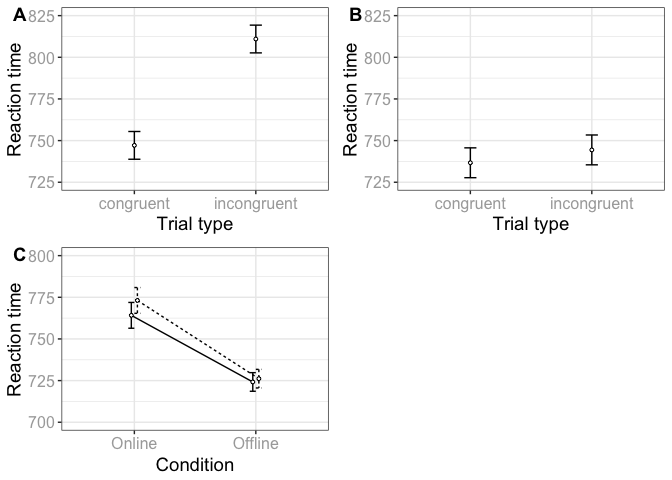 A
825
800
775
750
725
Reaction time
congruent
incongruent
Trial type
B
825
800
775
750
725
Reaction time
congruent
incongruent
Trial type
C
800
775
750
725
700
Reaction time
Online
Offline
Condition